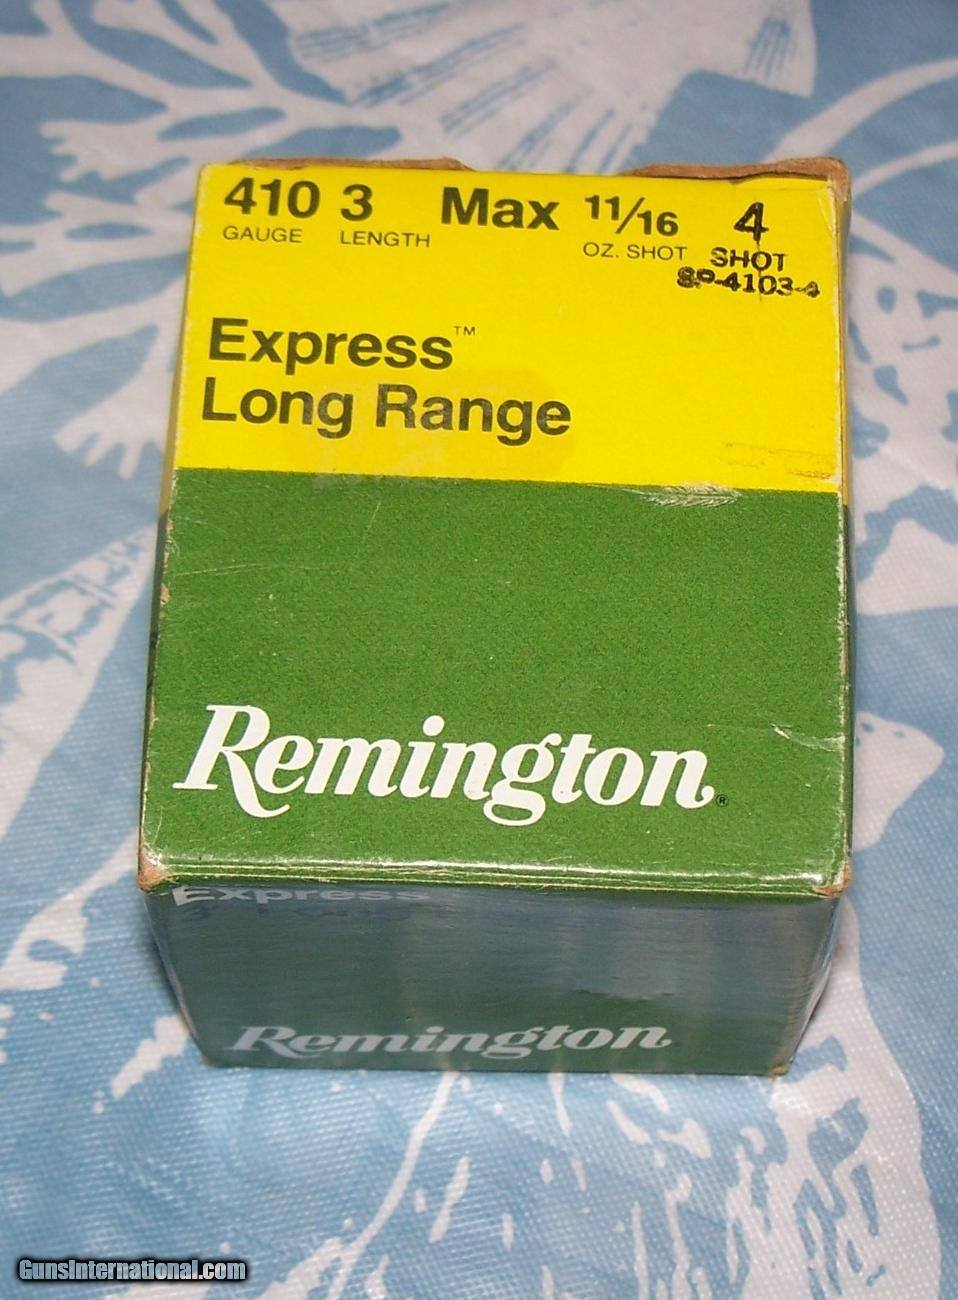 410 3 Max 11/16 4
GAUGE LENGTH OZ. SHOT SHOT
SP-4103-4
Express™
Long Range
Remington®
Express
Remington
GunsInternational.com